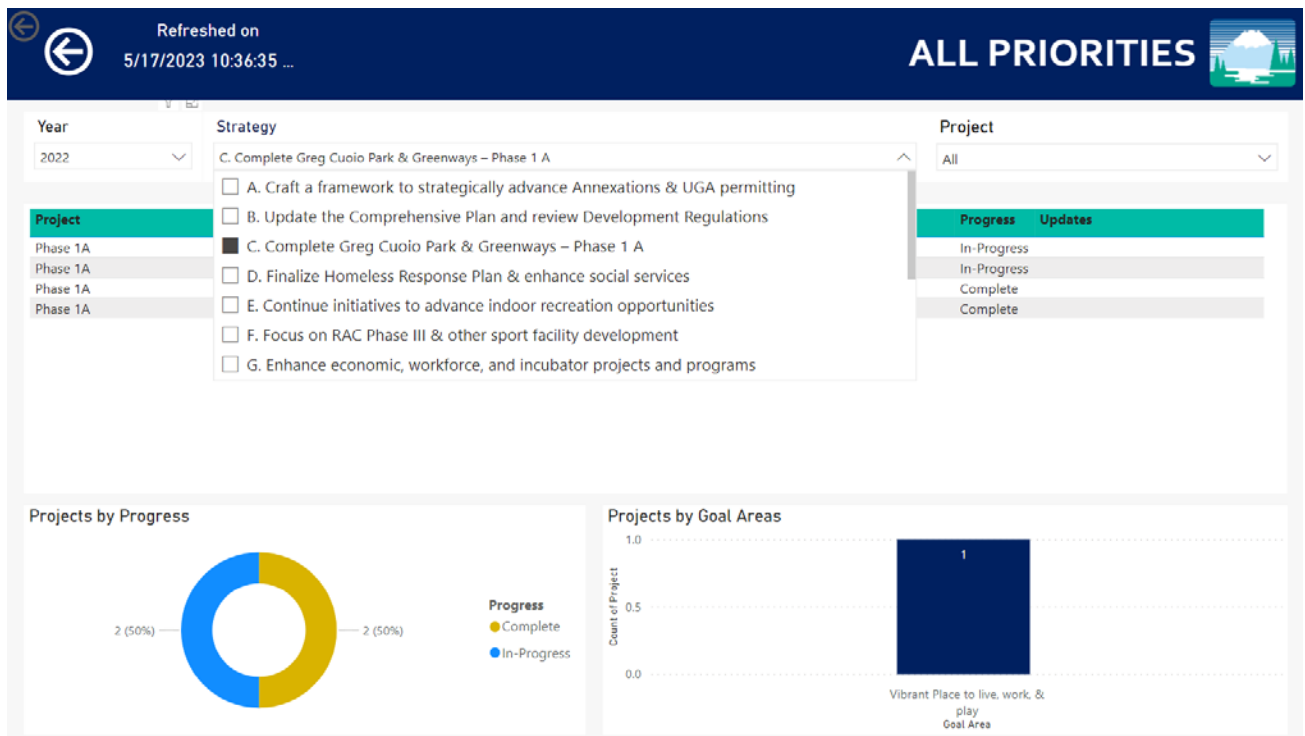 Refreshed on
5/17/2023 10:36:35 ...
ALL PRIORITIES
Year
Strategy
Project
2022
C. Complete Greg Cuoio Park & Greenways – Phase 1 A
All
A. Craft a framework to strategically advance Annexations & UGA permitting
B. Update the Comprehensive Plan and review Development Regulations
C. Complete Greg Cuoio Park & Greenways – Phase 1 A
D. Finalize Homeless Response Plan & enhance social services
E. Continue initiatives to advance indoor recreation opportunities
F. Focus on RAC Phase III & other sport facility development
G. Enhance economic, workforce, and incubator projects and programs
Project Progress Updates
Phase 1A In-Progress
Phase 1A In-Progress
Phase 1A Complete
Phase 1A Complete
Projects by Progress
2 (50%)
2 (50%)
Progress
Complete
In-Progress
Projects by Goal Areas
Count of Project
1.0
0.5
0.0
1
Vibrant Place to live, work, &
play
Goal Area